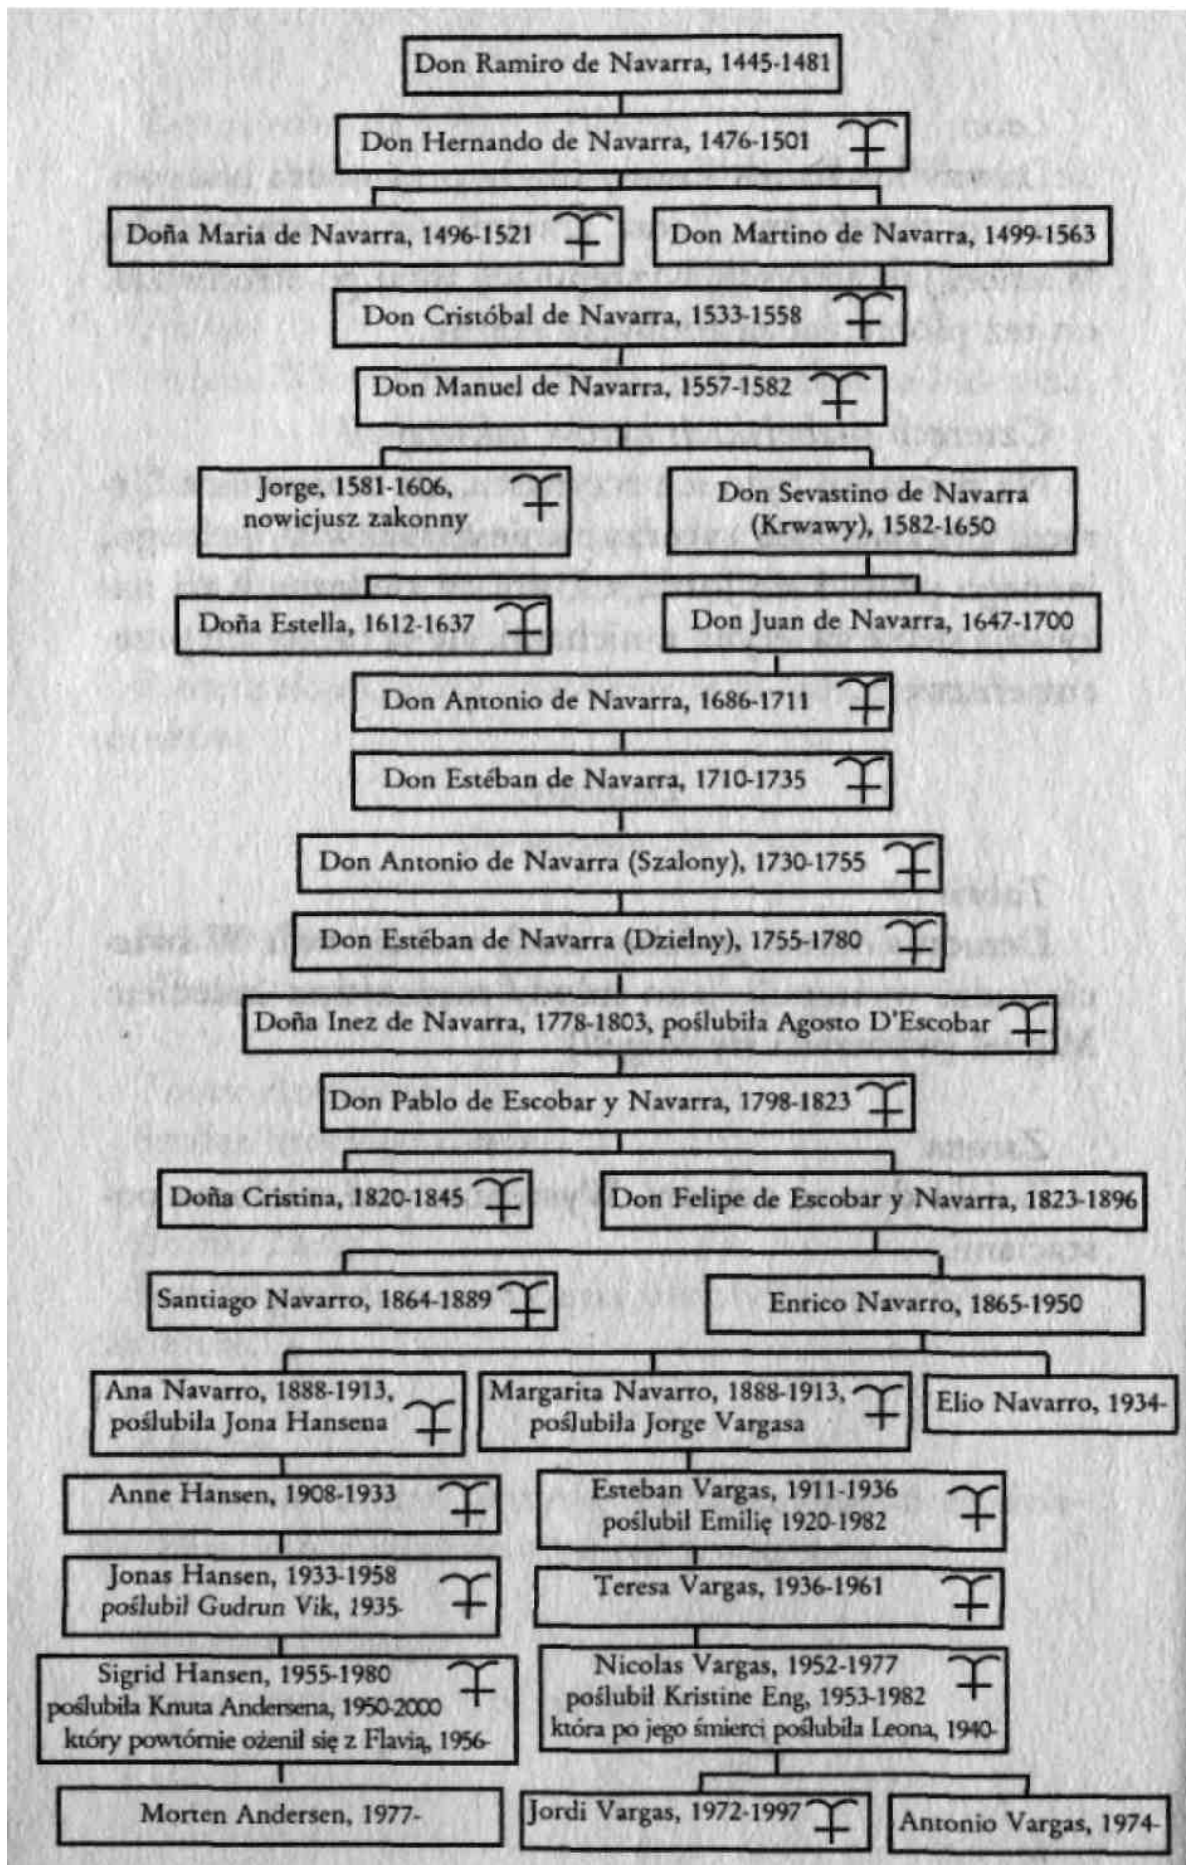 Don Ramiro de Navarra, 1445-1481
Don Hernando de Navarra, 1476-1501
Doña Maria de Navarra, 1496-1521
Don Martino de Navarra, 1499-1563
Don Cristóbal de Navarra, 1533-1558
Don Manuel de Navarra, 1557-1582
Jorge, 1581-1606,
nowicjusz zakonny
Don Sevastino de Navarra
(Krwawy), 1582-1650
Doña Estella, 1612-1637
Don Juan de Navarra, 1647-1700
Don Antonio de Navarra, 1686-1711
Don Estéban de Navarra, 1710-1735
Don Antonio de Navarra (Szalony), 1730-1755
Don Estéban de Navarra (Dzielny), 1755-1780
Doña Inez de Navarra, 1778-1803, poślubiła Agosto D'Escobar
Don Pablo de Escobar y Navarra, 1798-1823
Doña Cristina, 1820-1845
Don Felipe de Escobar y Navarra, 1823-1896
Santiago Navarro, 1864-1889
Enrico Navarro, 1865-1950
Ana Navarro, 1888-1913,
poślubiła Jona Hansena
Margarita Navarro, 1888-1913,
poślubiła Jorge Vargasa
Elio Navarro, 1934-
Anne Hansen, 1908-1933
Esteban Vargas, 1911-1936
poślubił Emilię 1920-1982
Jonas Hansen, 1933-1958
poślubił Gudrun Vik, 1935-
Teresa Vargas, 1936-1961
Sigrid Hansen, 1955-1980
poślubiła Knuta Andersena, 1950-2000
który powtórnie ożenił się z Flavią, 1956-
Nicolas Vargas, 1952-1977
poślubił Kristine Eng, 1953-1982
która po jego śmierci poślubiła Leona, 1940-
Morten Andersen, 1977-
Jordi Vargas, 1972-1997
Antonio Vargas, 1974-